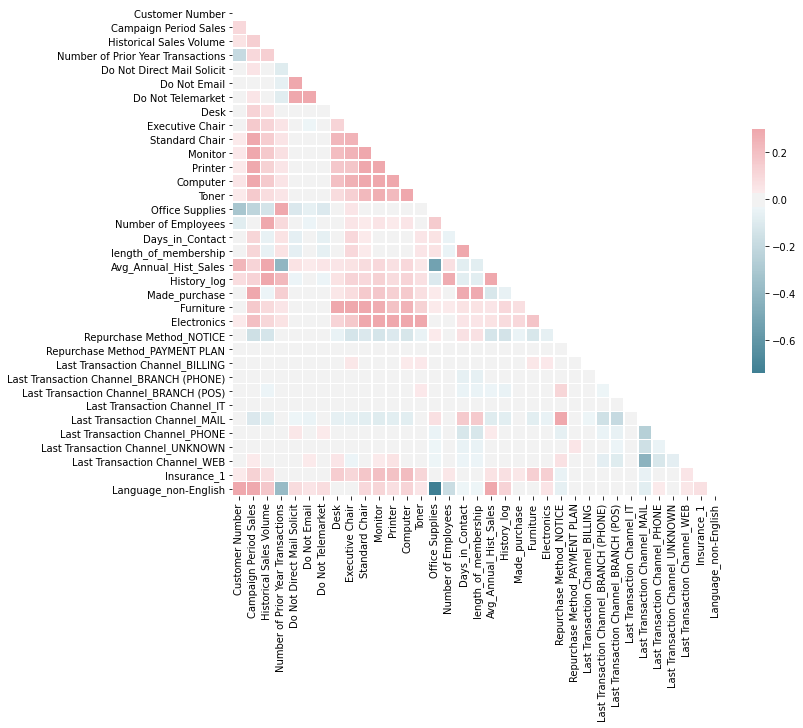 Customer Number
Campaign Period Sales
Historical Sales Volume
Number of Prior Year Transactions
Do Not Direct Mail Solicit
Do Not Email
Do Not Telemarket
Desk
Executive Chair
Standard Chair
Monitor
Printer
Computer
Toner
Office Supplies
Number of Employees
Days_in_Contact
length_of_membership
Avg_Annual_Hist_Sales
History_log
Made_purchase
Furniture
Electronics
Repurchase Method_NOTICE
Repurchase Method_PAYMENT PLAN
Last Transaction Channel_BILLING
Last Transaction Channel_BRANCH (PHONE)
Last Transaction Channel_BRANCH (POS)
Last Transaction Channel_IT
Last Transaction Channel_MAIL
Last Transaction Channel_PHONE
Last Transaction Channel_UNKNOWN
Last Transaction Channel_WEB
Insurance_1
Language_non-English
Customer Number
Campaign Period Sales
Historical Sales Volume
Number of Prior Year Transactions
Do Not Direct Mail Solicit
Do Not Email
Do Not Telemarket
Desk
Executive Chair
Standard Chair
Monitor
Printer
Computer
Toner
Office Supplies
Number of Employees
Days_in_Contact
length_of_membership
Avg_Annual_Hist_Sales
History_log
Made_purchase
Furniture
Electronics
Repurchase Method_NOTICE
Repurchase Method_PAYMENT PLAN
Last Transaction Channel_BILLING
Last Transaction Channel_BRANCH (PHONE)
Last Transaction Channel_BRANCH (POS)
Last Transaction Channel_IT
Last Transaction Channel_MAIL
Last Transaction Channel_PHONE
Last Transaction Channel_UNKNOWN
Last Transaction Channel_WEB
Insurance_1
Language_non-English
0.2
0.0
−0.2
−0.4
−0.6